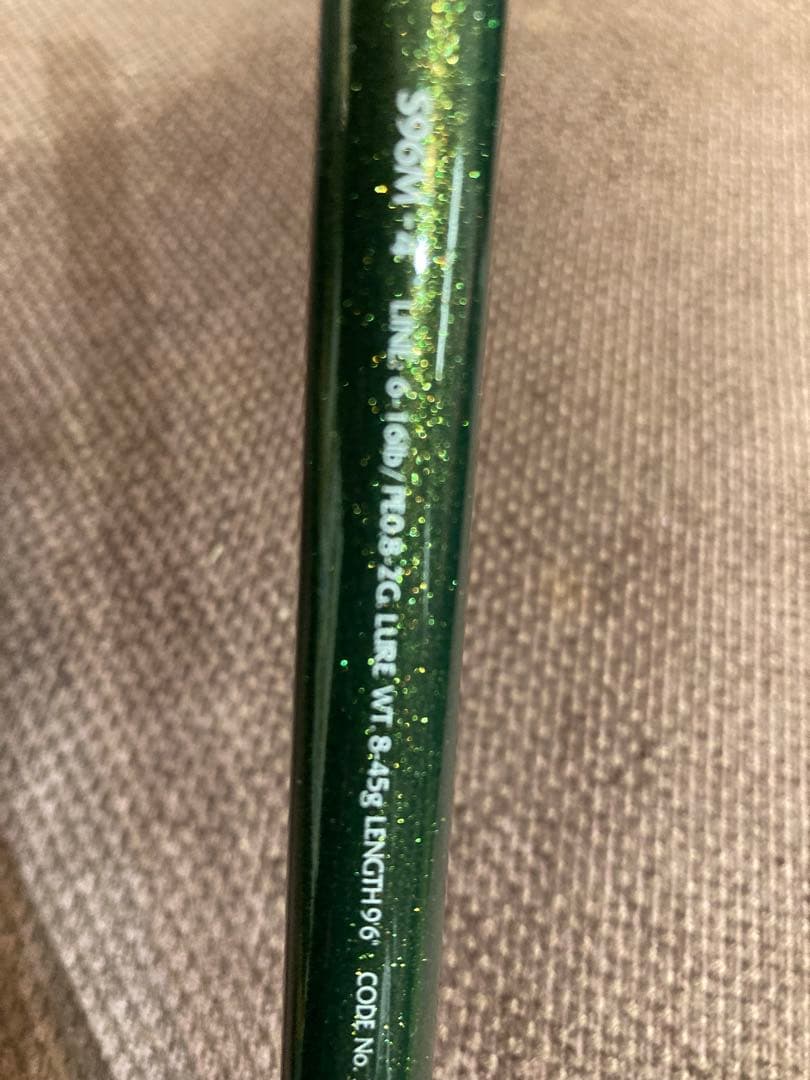 S96M-4 LINE: 6-16lb/PE0.8-2G LURE WT. 8-45g LENGTH 9'6" CODE No.